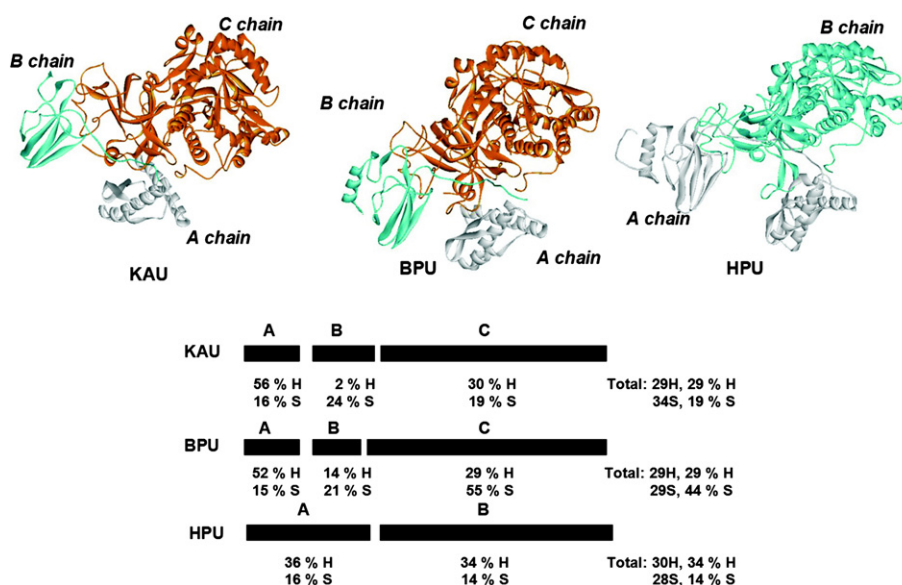 C chain
B chain
A chain
KAU
C chain
B chain
A chain
BPU
B chain
A chain
HPU
A B C
KAU
56 % H 2 % H 30 % H Total: 29H, 29 % H
16 % S 24 % S 19 % S 34S, 19 % S
A B C
BPU
52 % H 14 % H 29 % H Total: 29H, 29 % H
15 % S 21 % S 55 % S 29S, 44 % S
A B
HPU
36 % H 34 % H Total: 30H, 34 % H
16 % S 14 % S 28S, 14 % S